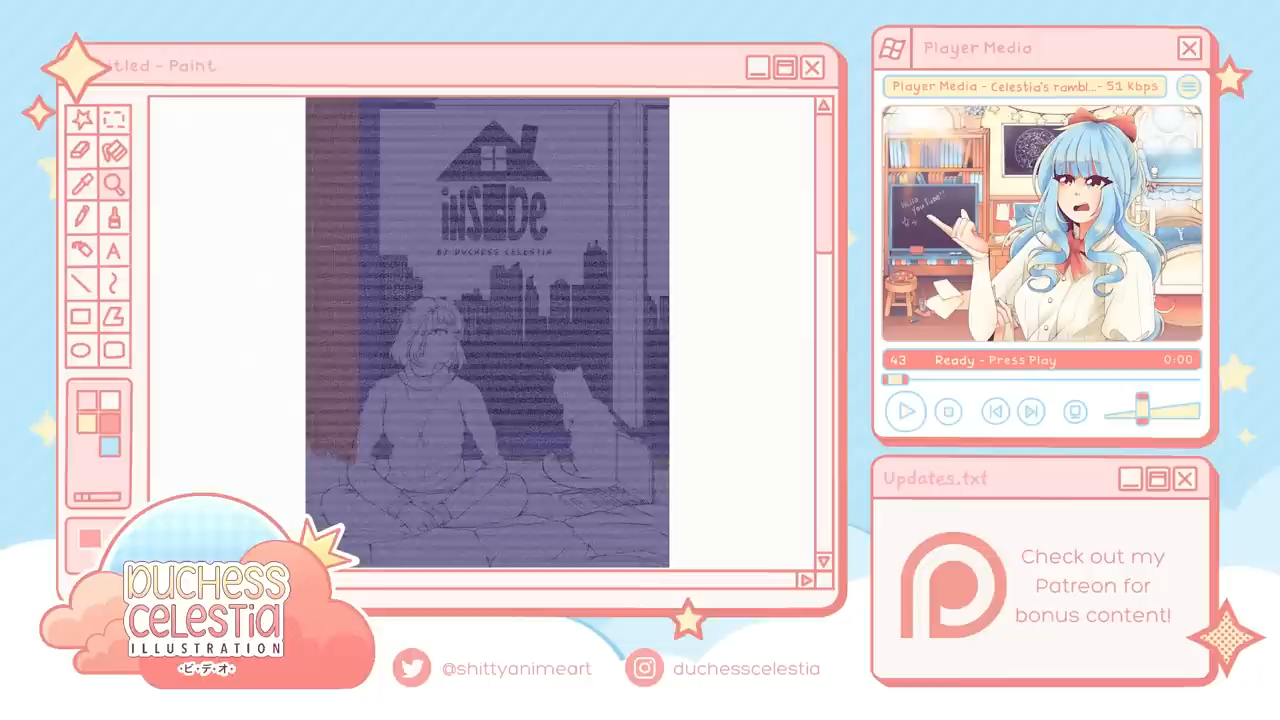 titled - Paint
INSIDE
BY DUCHESS CELESTIA
DUCHESS
CELESTIA
ILLUSTRATION
・ビ・デ・オ・
@shittyanimeart
duchesscelestia
Player Media
Player Media - Celestia's rambl...- 51 Kbps
Hello
YouTube!!
43 Ready - Press Play 0:00
Updates.txt
Check out my
Patreon for
bonus content!